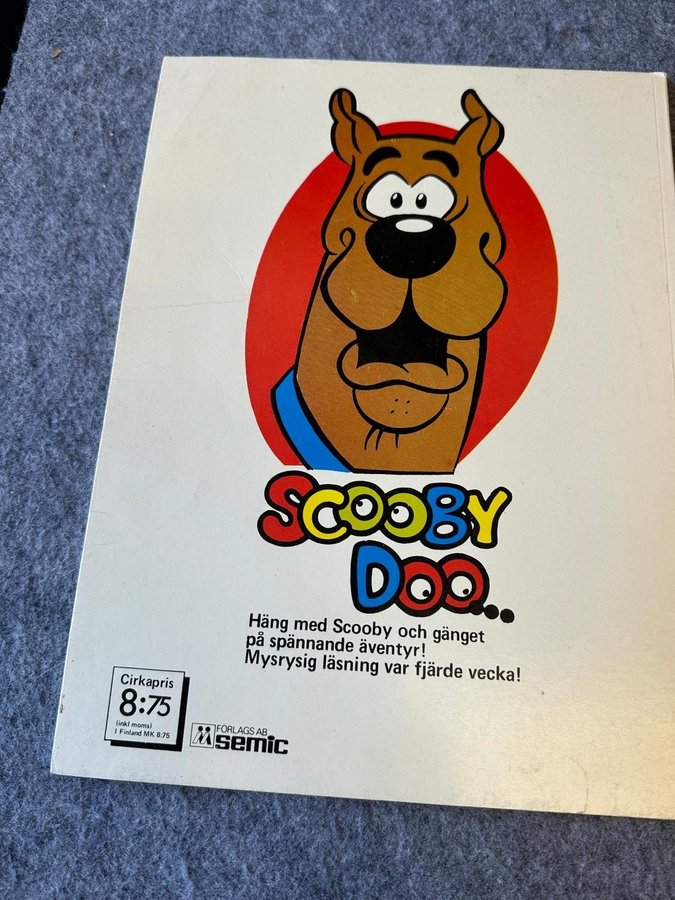 SCOOBY
DOO...
Häng med Scooby och gänget
på spännande äventyr!
Mysrysig läsning var fjärde vecka!
Cirkapris
8:75
(inkl moms)
I Finland MK 8:75
FÖRLAGS AB
semic